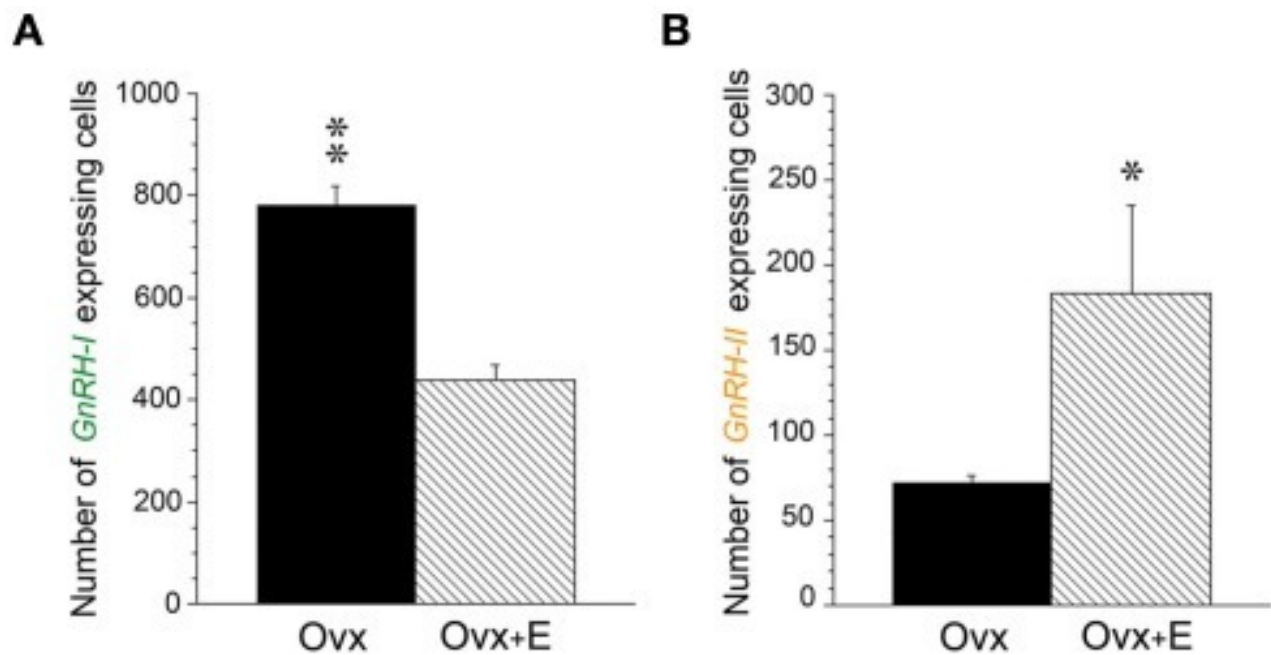 A
Number of GnRH-I expressing cells
1000
800
600
400
200
0
**
Ovx
Ovx+E
B
Number of GnRH-II expressing cells
300
250
200
150
100
50
0
*
Ovx
Ovx+E